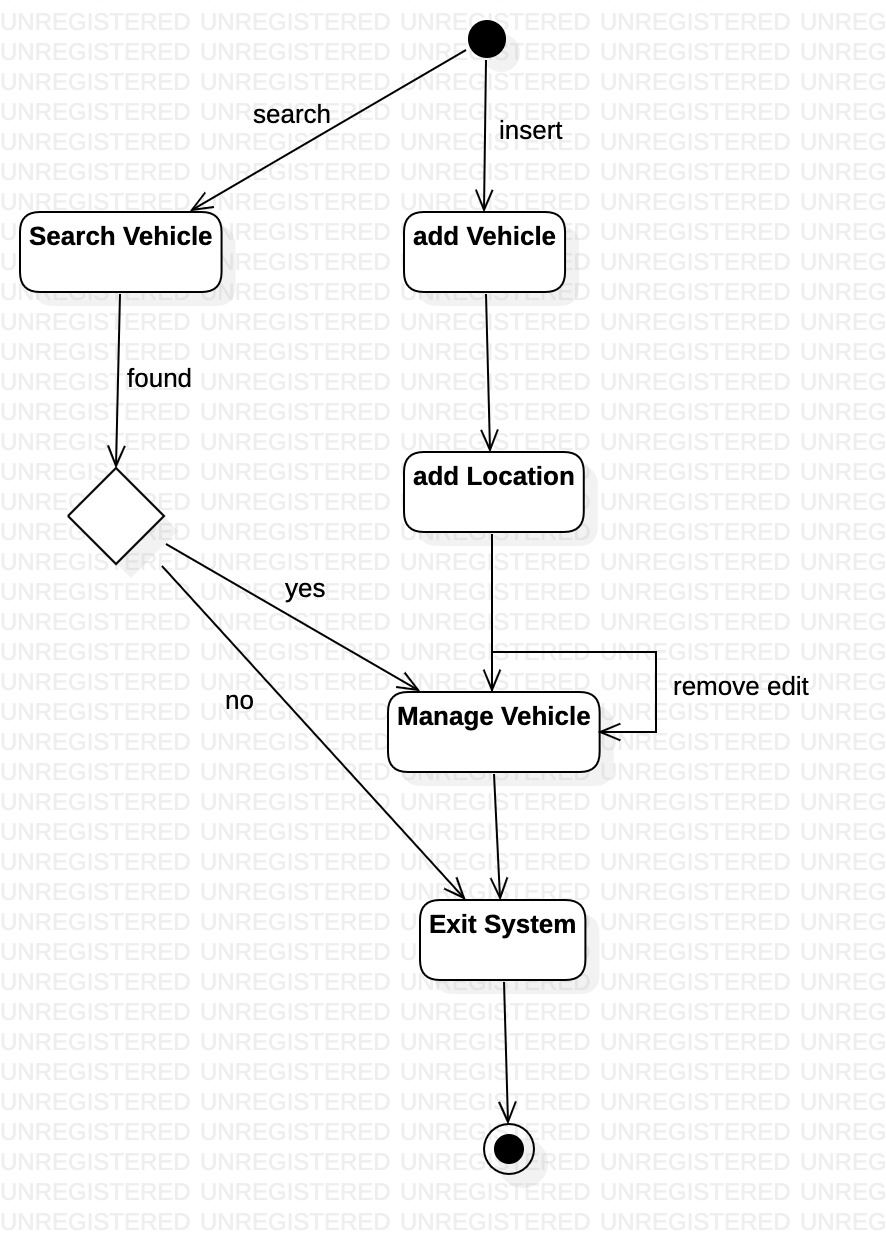 search
insert
Search Vehicle
add Vehicle
found
add Location
yes
remove edit
no
Manage Vehicle
Exit System
UNREGISTERED UNREGISTERED UNREGISTERED UNREGISTERED UNREG